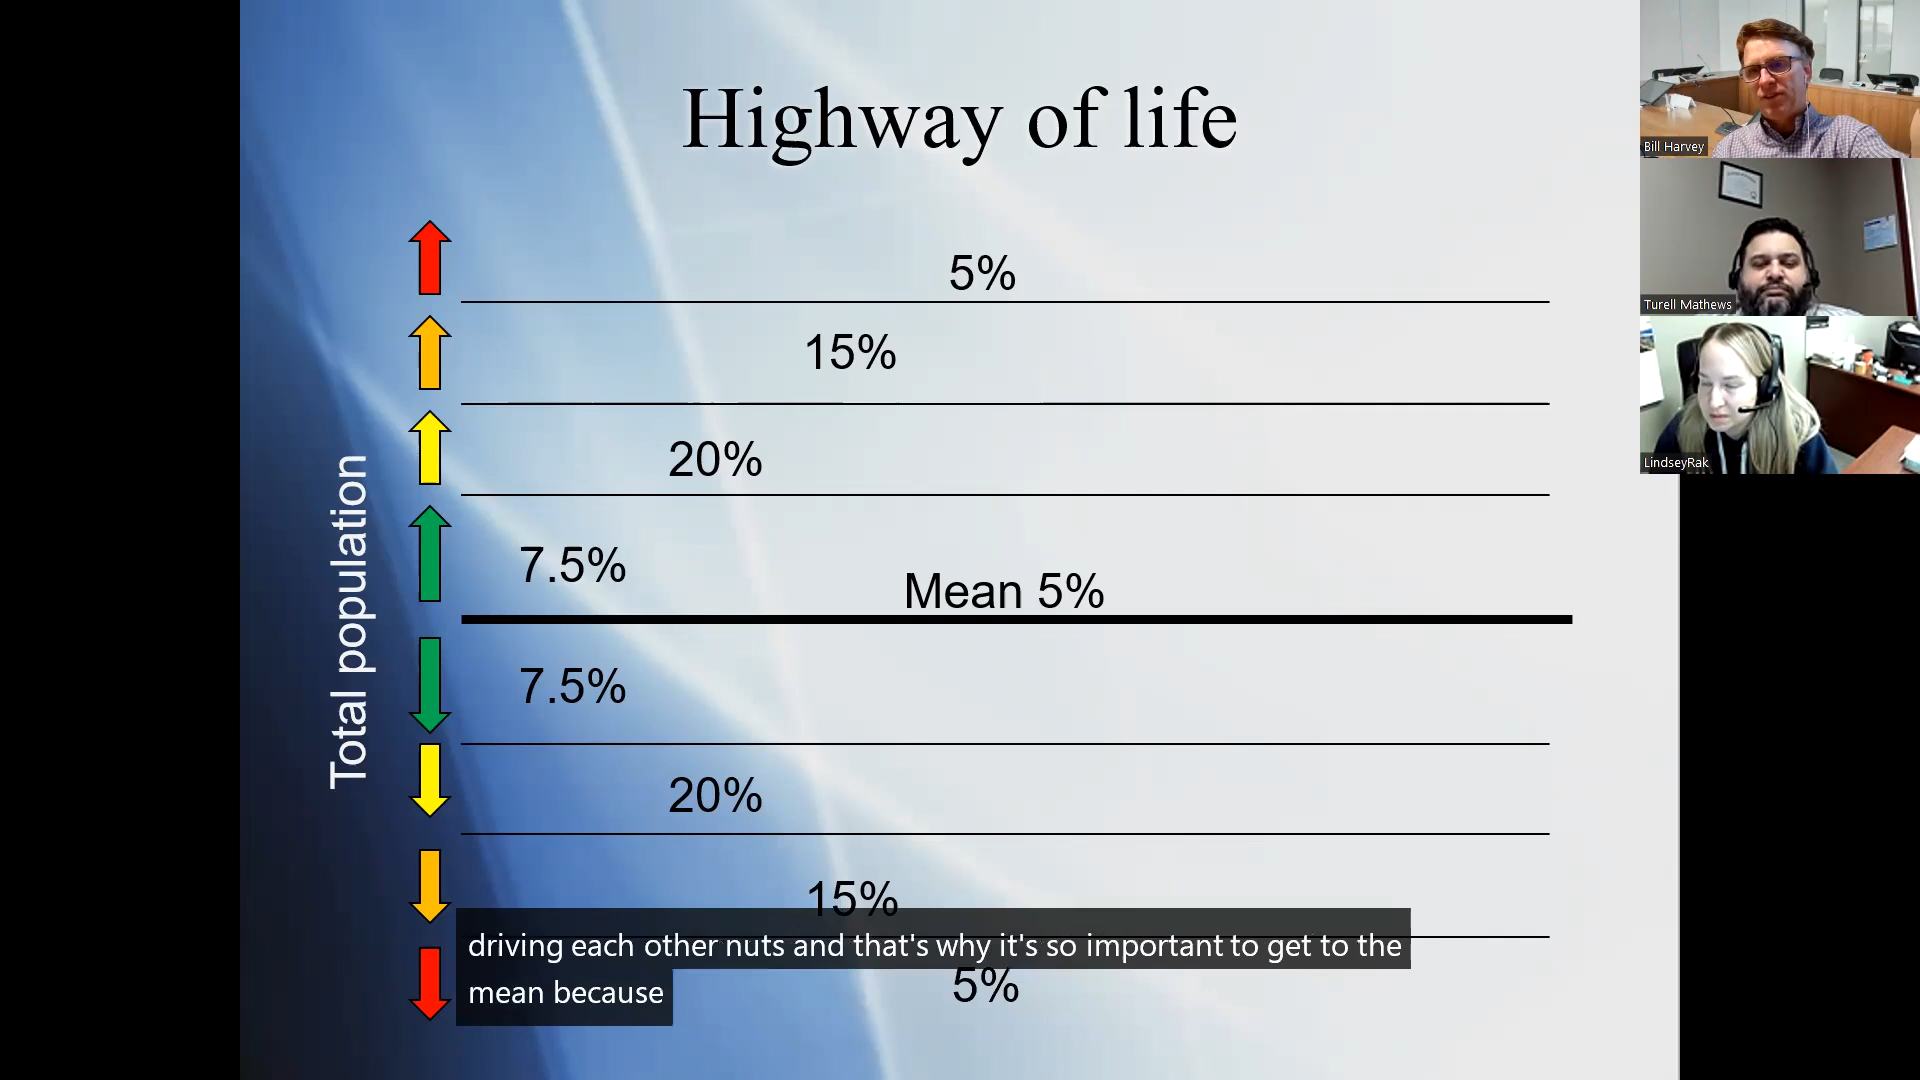 Highway of life
Bill Harvey
Turell Mathews
LindseyRak
Total population
5%
15%
20%
7.5%
Mean 5%
7.5%
20%
15%
5%
driving each other nuts and that's why it's so important to get to the
mean because